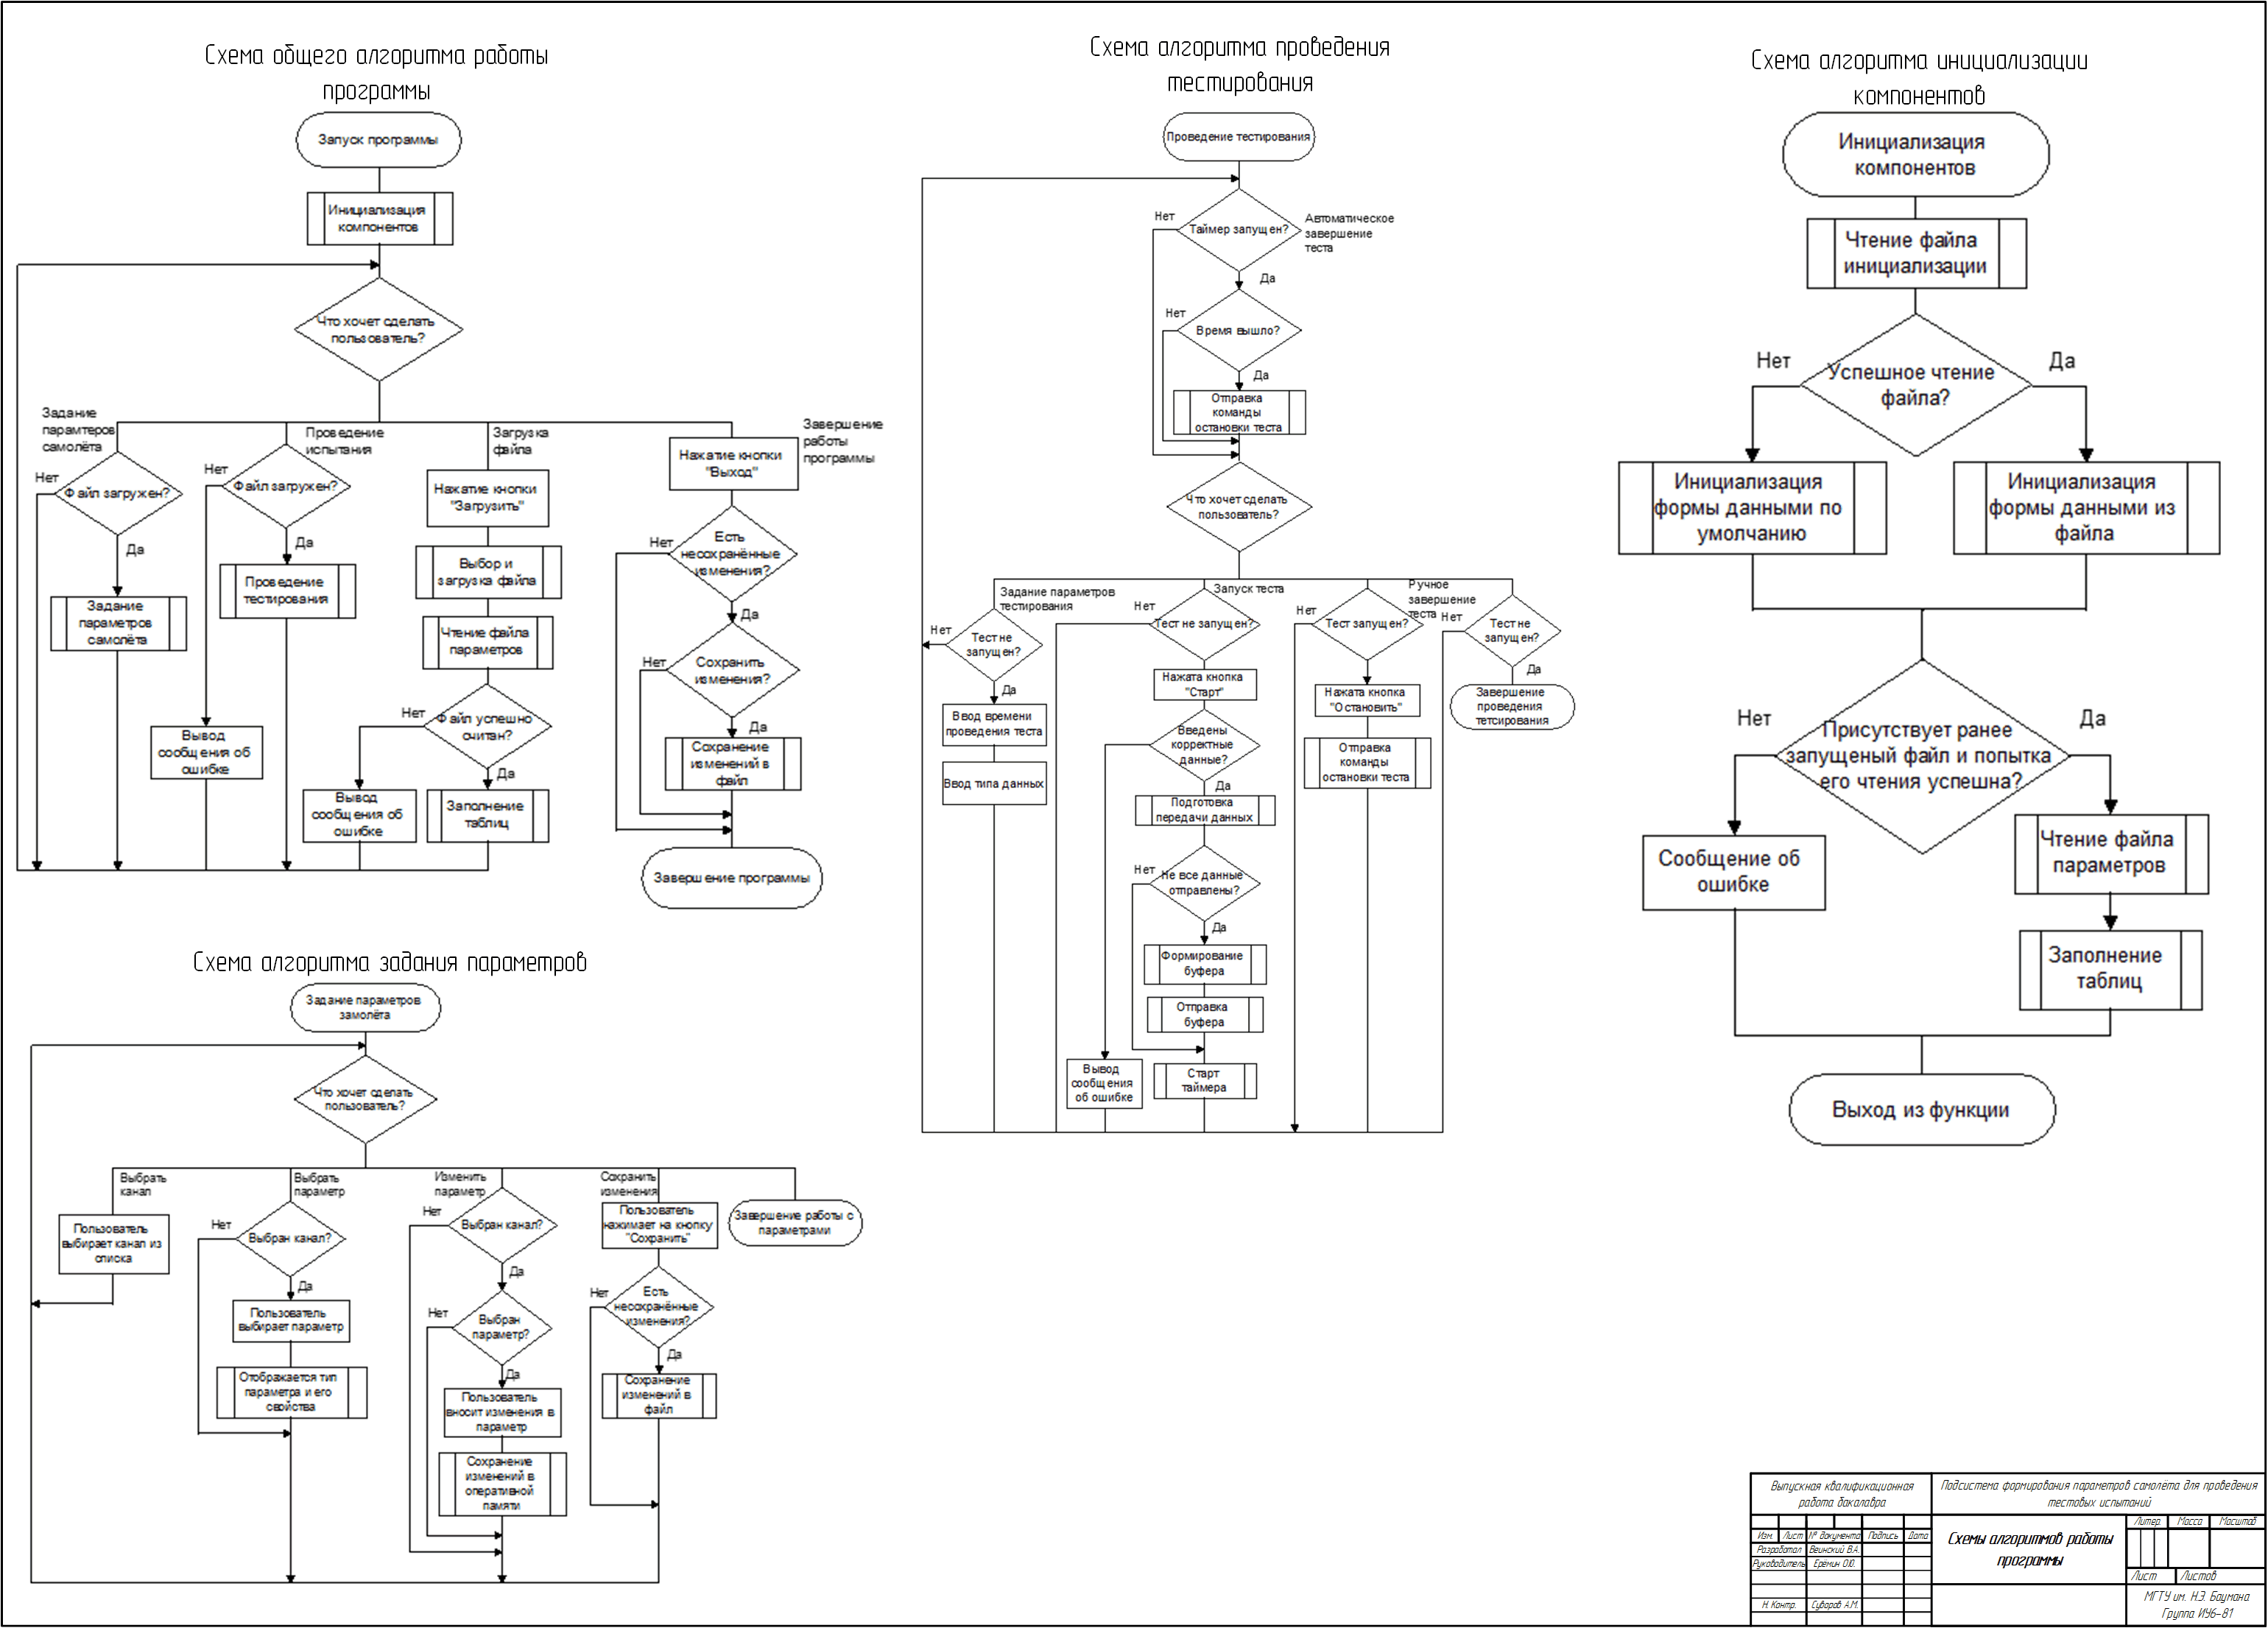 Схема общего алгоритма работы
программы
Запуск программы
Инициализация
компонентов
Что хочет сделать
пользователь?
Задание
парамтеров
самолёта
Нет
Файл загружен?
Да
Задание
параметров
самолёта
Проведение
испытания
Нет
Файл загружен?
Да
Проведение
тестирования
Вывод
сообщения об
ошибке
Загрузка
файла
Нажатие кнопки
"Загрузить"
Выбор и
загрузка файла
Чтение файла
параметров
Нет
Файл успешно
считан?
Да
Вывод
сообщения об
ошибке
Заполнение
таблиц
Завершение
работы
программы
Нажатие кнопки
"Выход"
Нет
Есть
несохранённые
изменения?
Да
Нет
Сохранить
изменения?
Да
Сохранение
изменений в
файл
Завершение программы
Схема алгоритма задания параметров
Задание параметров
замолёта
Что хочет сделать
пользователь?
Выбрать
канал
Пользователь
выбирает канал из
списка
Выбрать
параметр
Нет
Выбран канал?
Да
Пользователь
выбирает параметр
Отображается тип
параметра и его
свойства
Изменить
параметр
Нет
Выбран канал?
Да
Нет
Выбран
параметр?
Да
Пользователь
вносит изменения в
параметр
Сохранение
изменений в
оперативной
памяти
Сохранить
изменения
Пользователь
нажимает на кнопку
"Сохранить"
Нет
Есть
несохранённые
изменения?
Да
Сохранение
изменений в
файл
Завершение работы с
параметрами
Схема алгоритма проведения
тестирования
Проведение тестирования
Нет
Таймер запущен?
Автоматическое
завершение
теста
Да
Нет
Время вышло?
Да
Отправка
команды
остановки теста
Что хочет сделать
пользователь?
Задание параметров
тестирования
Нет
Тест не
запущен?
Да
Ввод времени
проведения теста
Ввод типа данных
Запуск теста
Нет
Тест не запущен?
Нажата кнопка
"Старт"
Введены
корректные
данные?
Да
Подготовка
передачи данных
Нет
Не все данные
отправлены?
Да
Формирование
буфера
Отправка
буфера
Вывод
сообщения
об ошибке
Старт
таймера
Ручное
завершение
теста
Нет
Тест запущен?
Нажата кнопка
"Остановить"
Отправка
команды
остановки теста
Нет
Тест не
запущен?
Да
Завершение
проведения
тетсирования
Схема алгоритма инициализации
компонентов
Инициализация
компонентов
Чтение файла
инициализации
Нет
Успешное чтение
файла?
Да
Инициализация
формы данными по
умолчанию
Инициализация
формы данными из
файла
Нет
Присутствует ранее
запущеный файл и попытка
его чтения успешна?
Да
Сообщение об
ошибке
Чтение файла
параметров
Заполнение
таблиц
Выход из функции
Выпускная квалификационная
работа бакалавра
Подсистема формирования параметров самолёта для проведения
тестовых испытаний
Изм. Лист № документа Подпись Дата
Разработал Веинский В.А.
Руководитель Ерёмин О.Ю.
Н. Контр. Суворов А.М.
Схемы алгоритмов работы
программы
Литер. Масса Масштаб
Лист Листов
МГТУ им. Н.Э. Баумана
Группа ИУ6-81